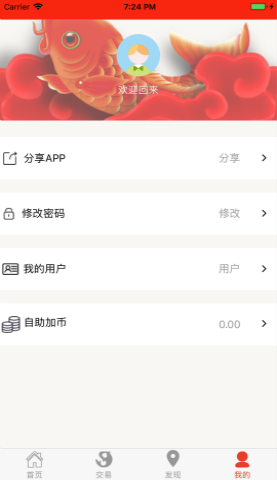 Carrier 7:24 PM
欢迎回来
分享APP 分享
修改密码 修改
我的用户 用户
自助加币 0.00
首页 交易 发现 我的